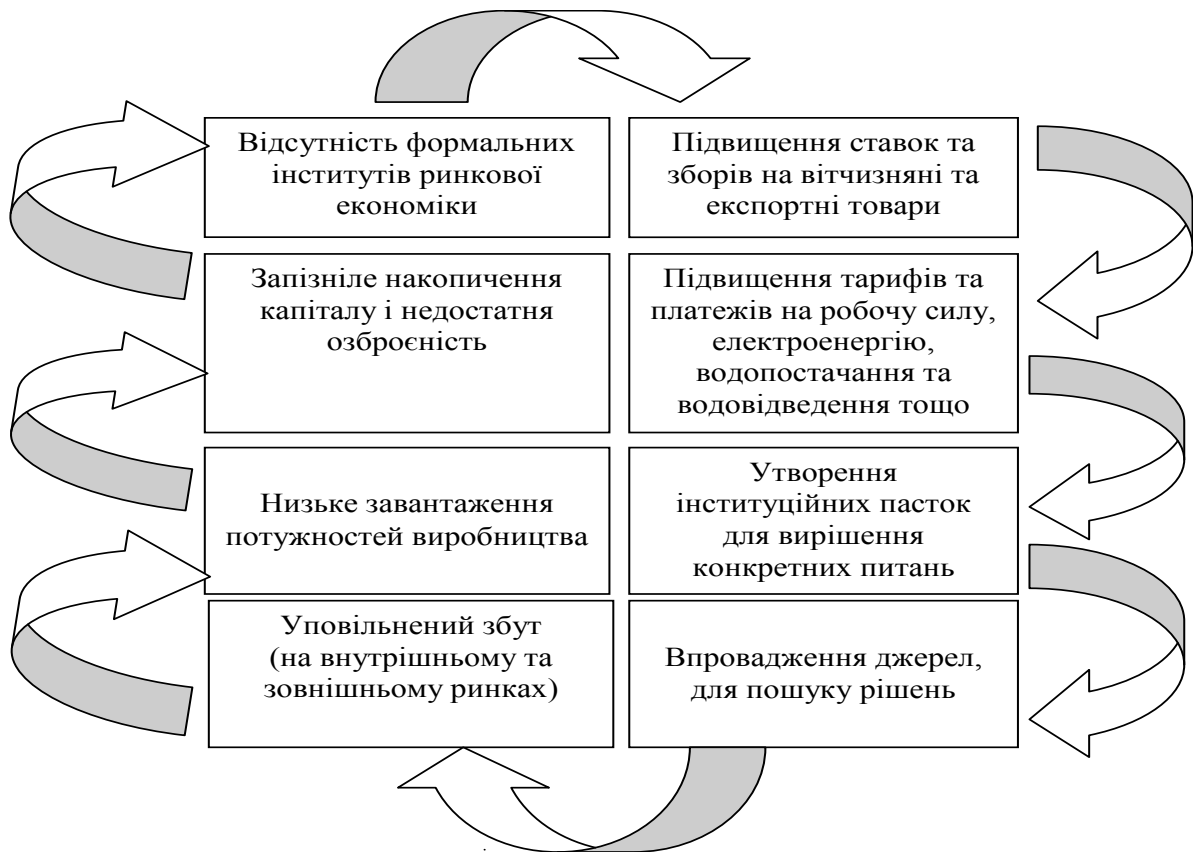 Відсутність формальних
інститутів ринкової
економіки
Підвищення ставок та
зборів на вітчизняні та
експортні товари
Запізніле накопичення
капіталу і недостатня
озброєність
Підвищення тарифів та
платежів на робочу силу,
електроенергію,
водопостачання та
водовідведення тощо
Низьке завантаження
потужностей виробництва
Утворення
інституційних пасток
для вирішення
конкретних питань
Уповільнений збут
(на внутрішньому та
зовнішньому ринках)
Впровадження джерел,
для пошуку рішень